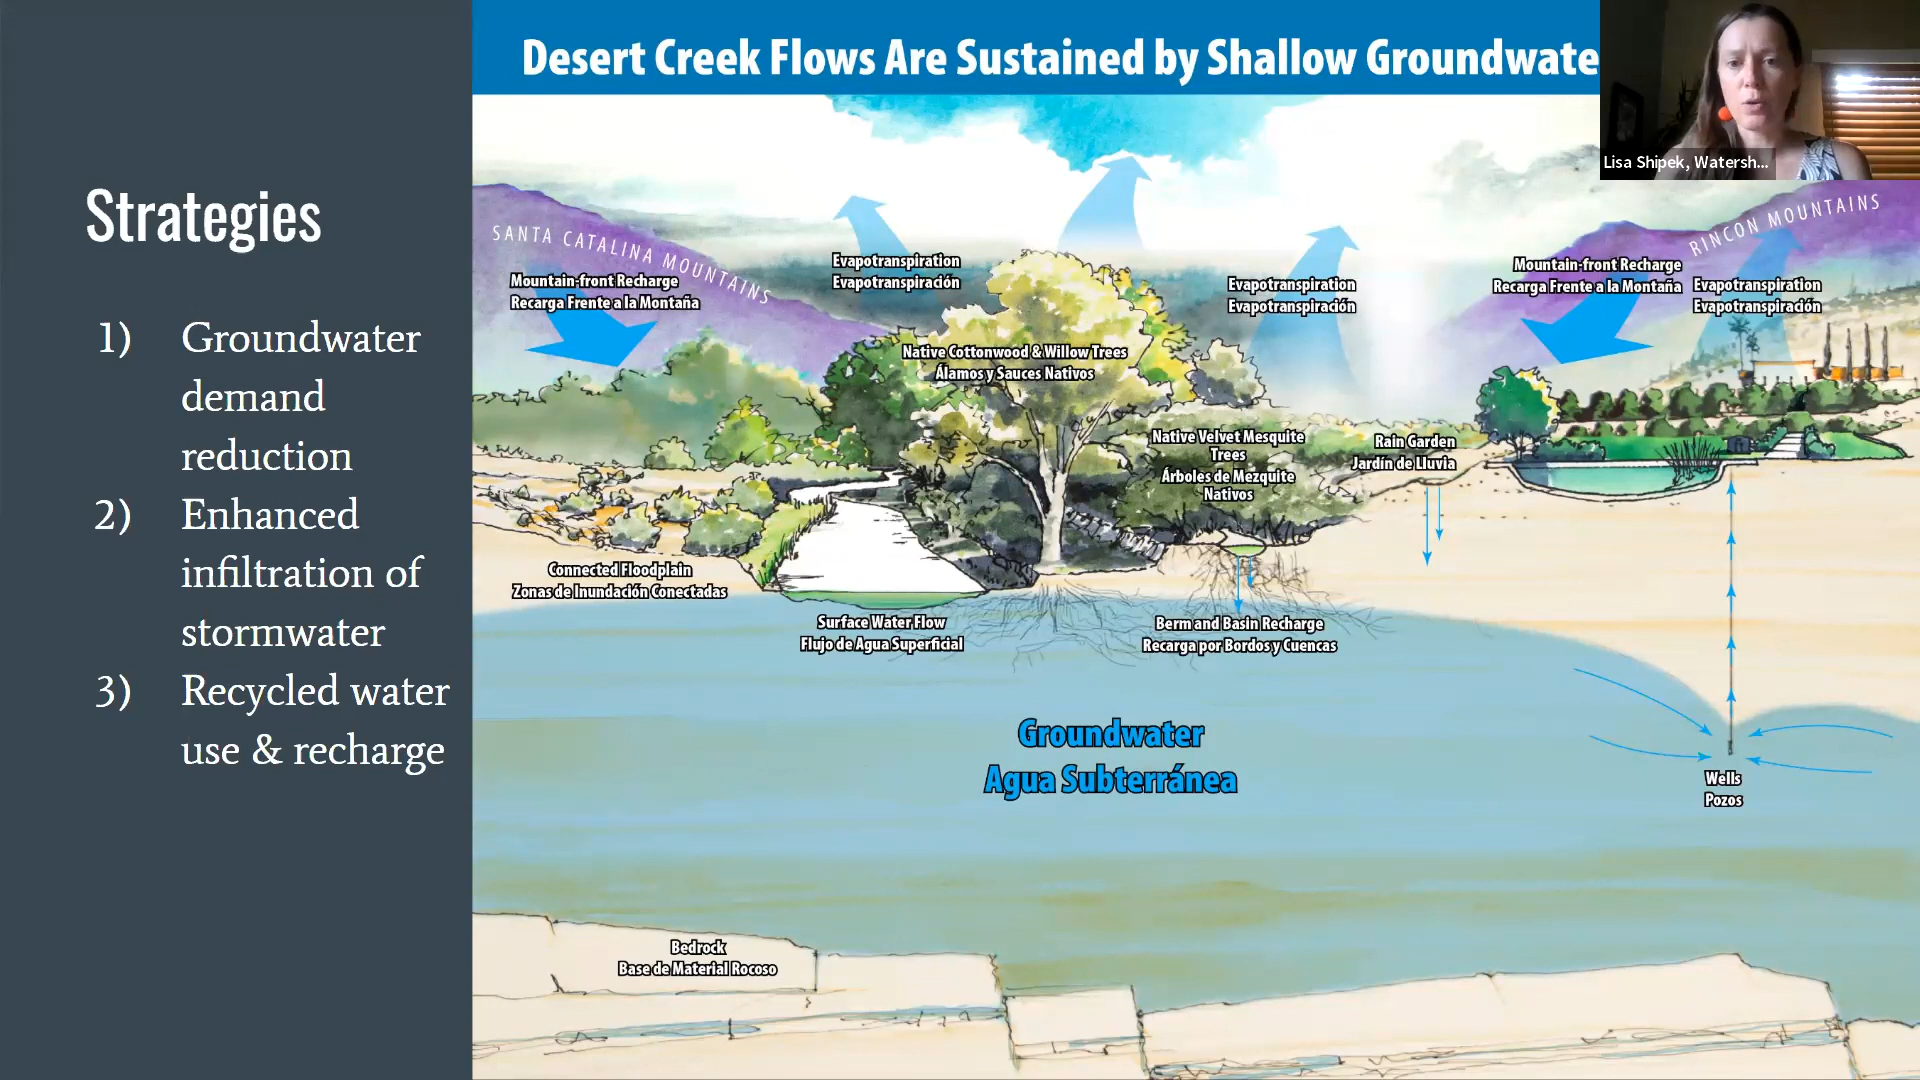 Desert Creek Flows Are Sustained by Shallow Groundwate
Lisa Shipek, Watersh...
Strategies
1) Groundwater
demand
reduction
2) Enhanced
infiltration of
stormwater
3) Recycled water
use & recharge
SANTA CATALINA MOUNTAINS
RINCON MOUNTAINS
Mountain-front Recharge
Recarga Frente a la Montaña
Evapotranspiration
Evapotranspiración
Evapotranspiration
Evapotranspiración
Mountain-front Recharge
Recarga Frente a la Montaña
Evapotranspiration
Evapotranspiración
Native Cottonwood & Willow Trees
Álamos y Sauces Nativos
Native Velvet Mesquite
Trees
Árboles de Mezquite
Nativos
Rain Garden
Jardín de Lluvia
Connected Floodplain
Zonas de Inundación Conectadas
Surface Water Flow
Flujo de Agua Superficial
Berm and Basin Recharge
Recarga por Bordos y Cuencas
Groundwater
Agua Subterránea
Wells
Pozos
Bedrock
Base de Material Rocoso